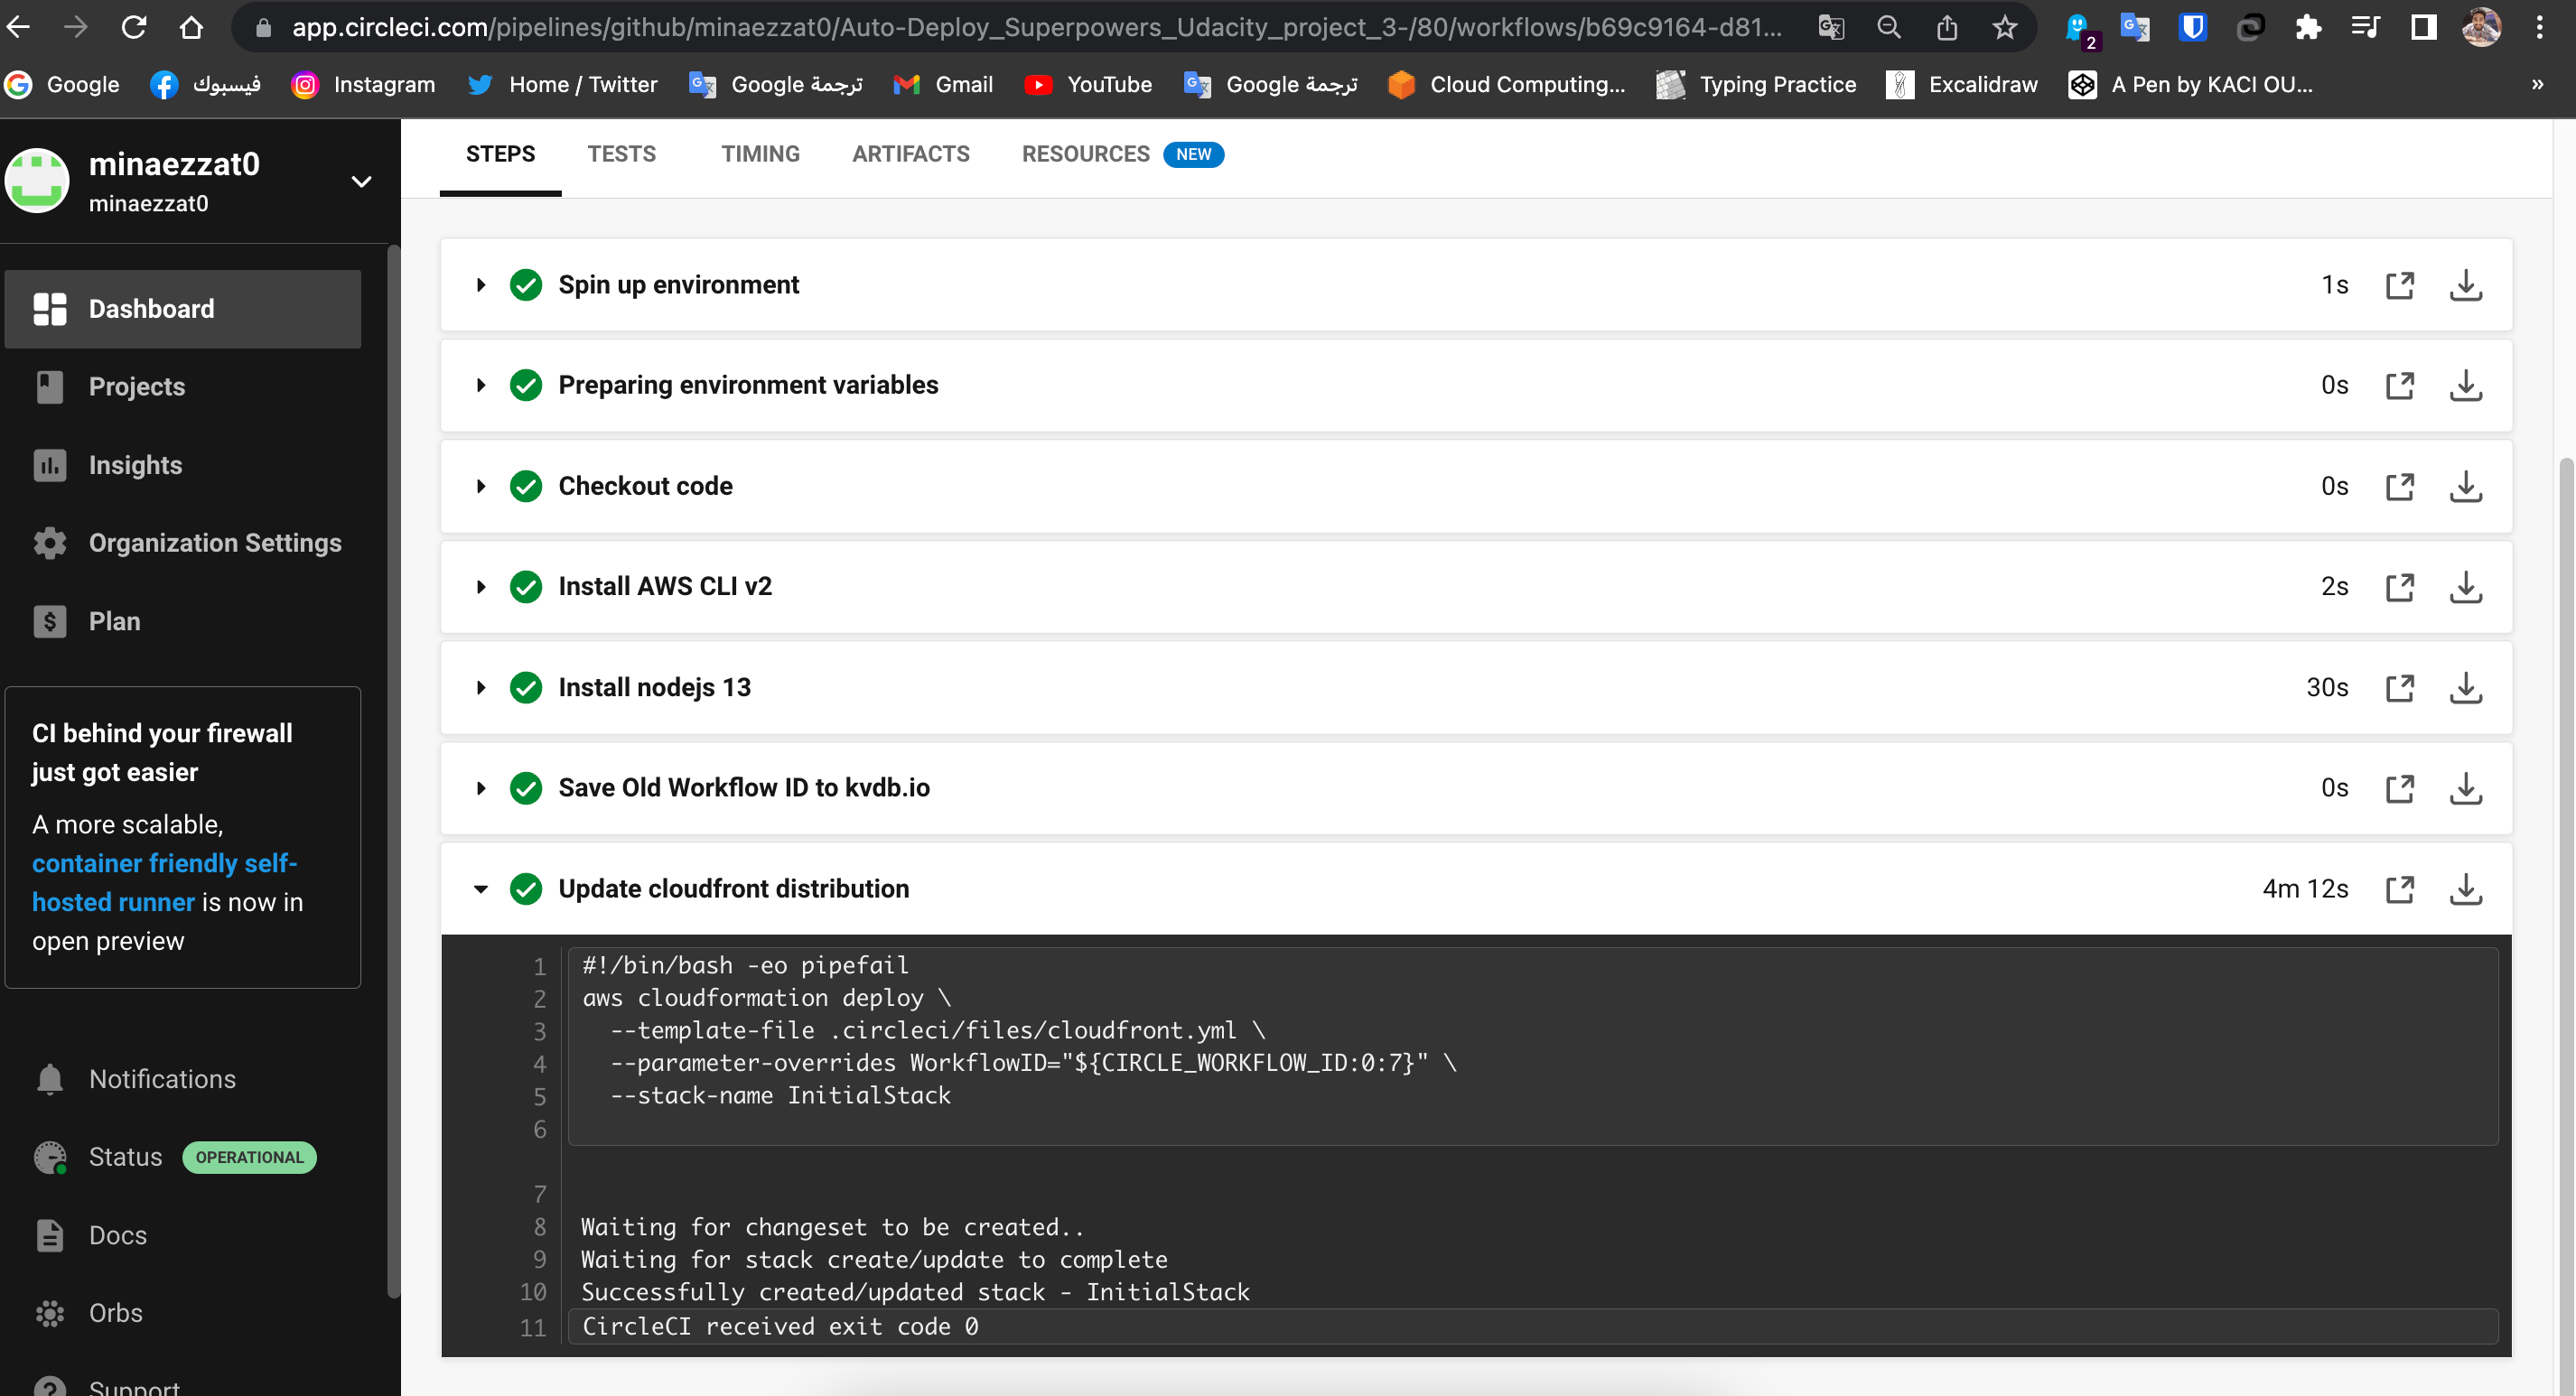 app.circleci.com/pipelines/github/minaezzat0/Auto-Deploy_Superpowers_Udacity_project_3-/80/workflows/b69c9164-d81...
2
Google
فيسبوك
Instagram
Home / Twitter
ترجمة Google
Gmail
YouTube
ترجمة Google
Cloud Computing...
Typing Practice
Excalidraw
A Pen by KACI OU...
»
minaezzat0
minaezzat0
Dashboard
Projects
Insights
Organization Settings
Plan
CI behind your firewall
just got easier
A more scalable,
container friendly self-
hosted runner is now in
open preview
Notifications
Status OPERATIONAL
Docs
Orbs
Support
STEPS TESTS TIMING ARTIFACTS RESOURCES NEW
Spin up environment 1s
Preparing environment variables 0s
Checkout code 0s
Install AWS CLI v2 2s
Install nodejs 13 30s
Save Old Workflow ID to kvdb.io 0s
Update cloudfront distribution 4m 12s
1 #!/bin/bash -eo pipefail
2 aws cloudformation deploy \
3 --template-file .circleci/files/cloudfront.yml \
4 --parameter-overrides WorkflowID="${CIRCLE_WORKFLOW_ID:0:7}" \
5 --stack-name InitialStack
6
7
8 Waiting for changeset to be created..
9 Waiting for stack create/update to complete
10 Successfully created/updated stack - InitialStack
11 CircleCI received exit code 0